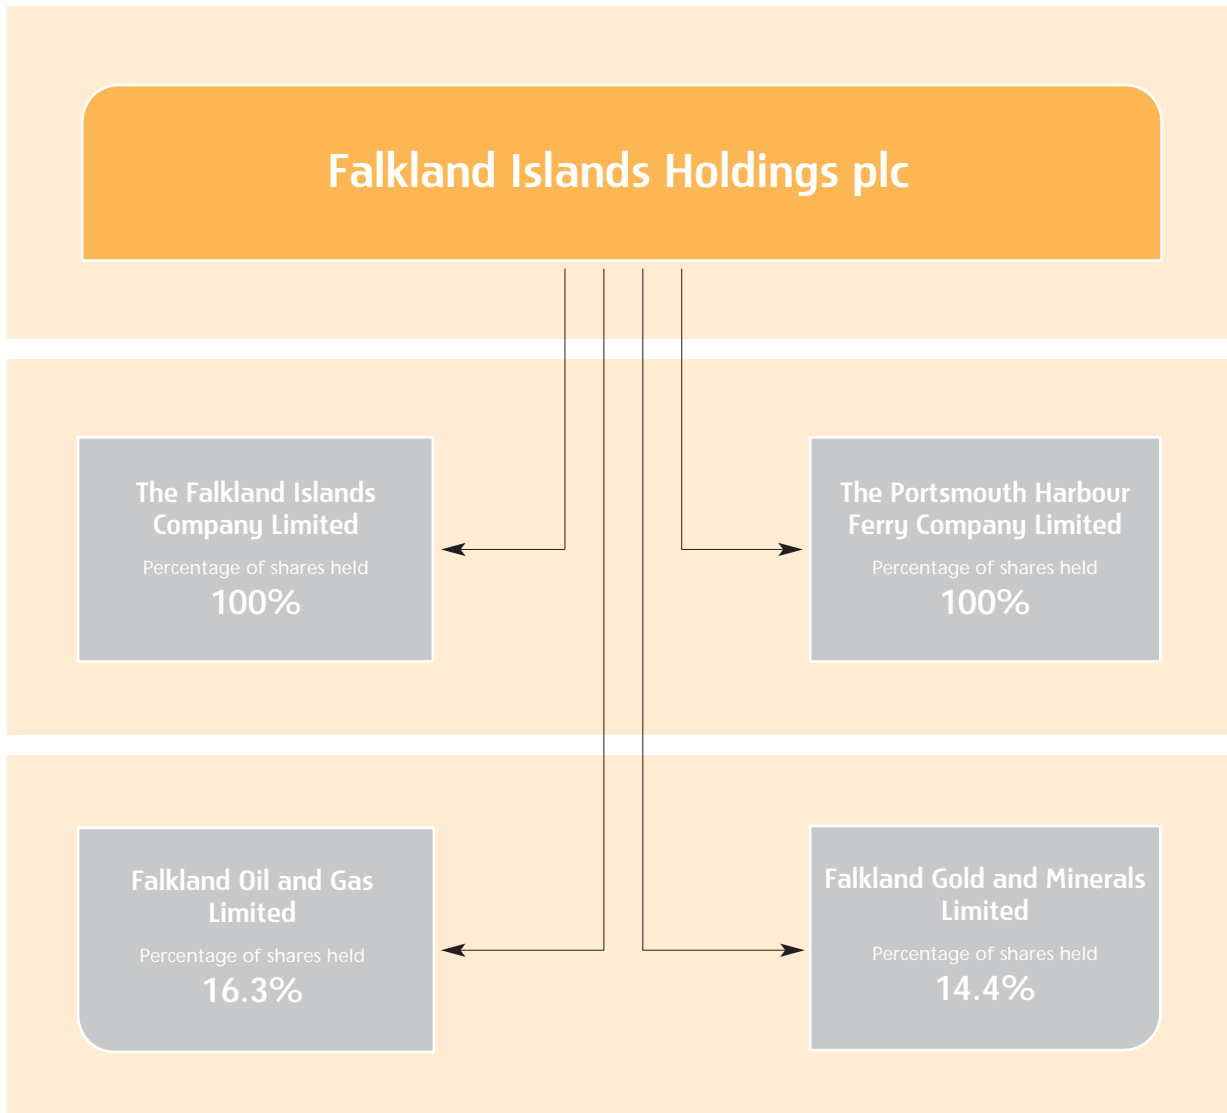 Falkland Islands Holdings plc
The Falkland Islands
Company Limited
Percentage of shares held
100%
The Portsmouth Harbour
Ferry Company Limited
Percentage of shares held
100%
Falkland Oil and Gas
Limited
Percentage of shares held
16.3%
Falkland Gold and Minerals
Limited
Percentage of shares held
14.4%